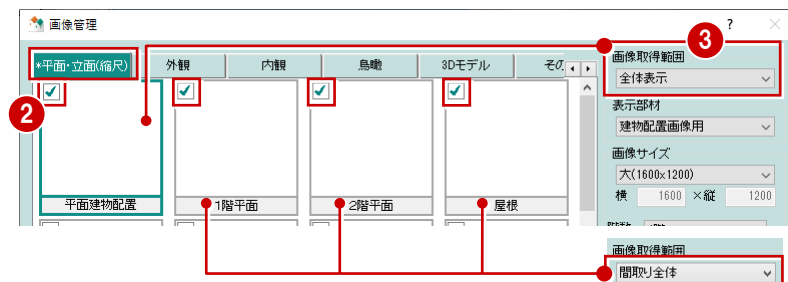 画像管理 ?
3
*平面・立面(縮尺) 外観 内観 鳥瞰 3Dモデル その
画像取得範囲
全体表示
2
表示部材
建物配置画像用
画像サイズ
大(1600x1200)
横 1600 ×縦 1200
平面建物配置 1階平面 2階平面 屋根
画像取得範囲
間取り全体